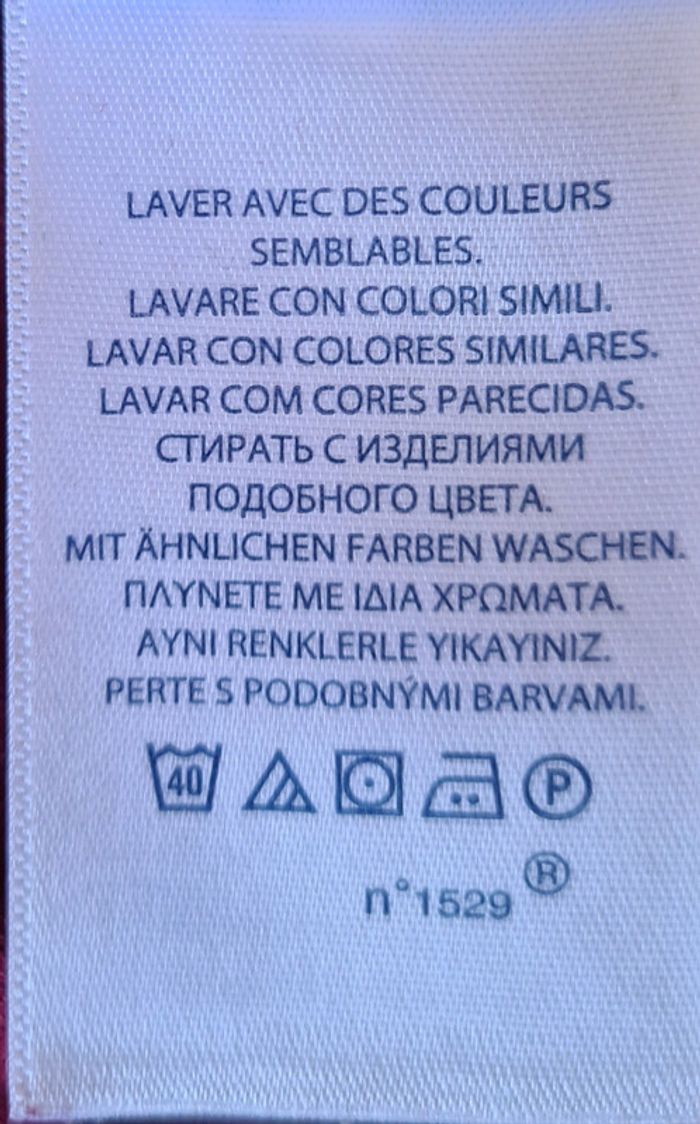 LAVER AVEC DES COULEURS
SEMBLABLES.
LAVARE CON COLORI SIMILI.
LAVAR CON COLORES SIMILARES.
LAVAR COM CORES PARECIDAS.
СТИРАТЬ С ИЗДЕЛИЯМИ
ПОДОБНОГО ЦВЕТА.
MIT ÄHNLICHEN FARBEN WASCHEN.
ΠΛΥΝΕΤΕ ΜΕ ΙΔΙΑ ΧΡΩΜΑΤΑ.
AYNI RENKLERLE YIKAYINIZ.
PERTE S PODOBNÝMI BARVAMI.
40 P
n°1529 ®